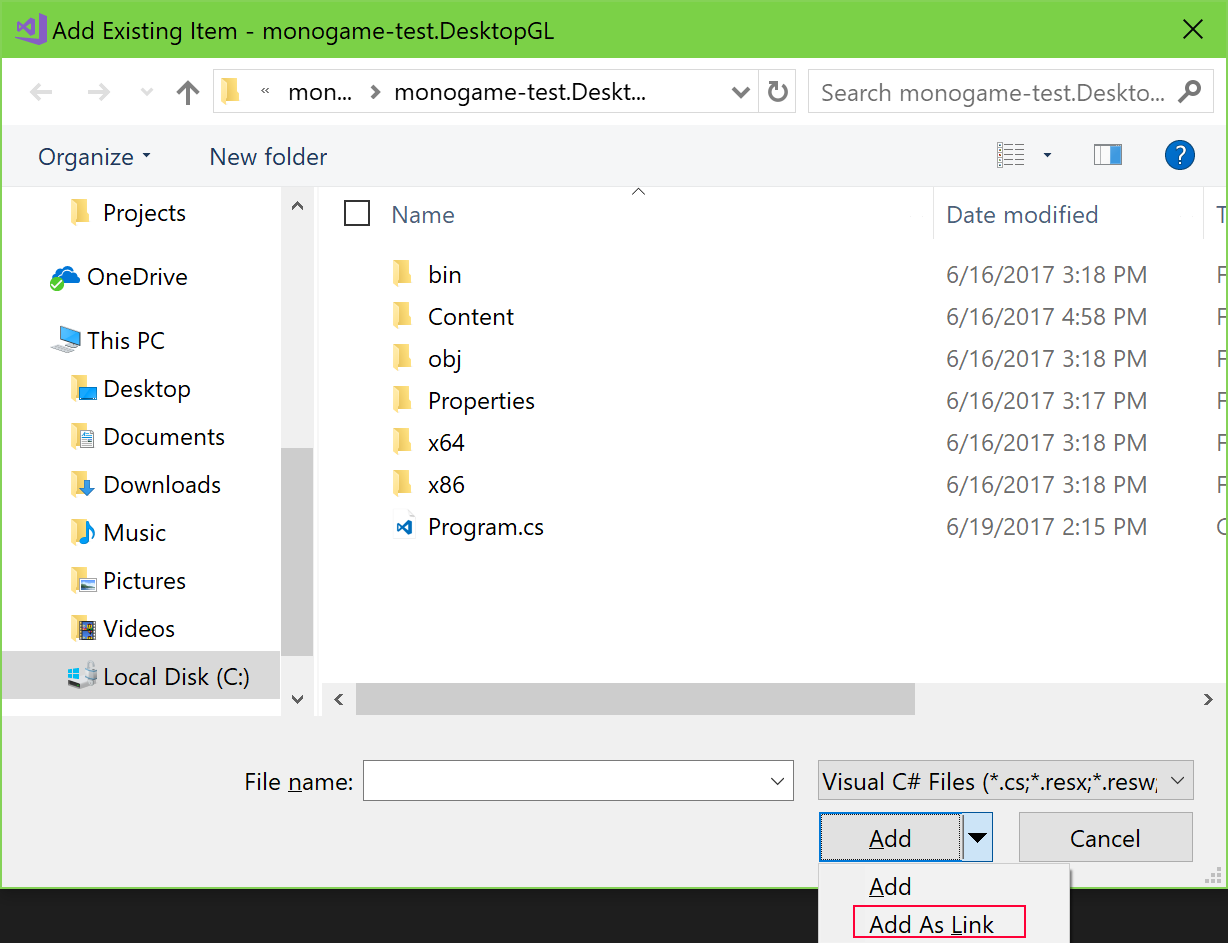 Add Existing Item - monogame-test.DesktopGL
« mon... > monogame-test.Deskt...
Search monogame-test.Deskto...
Organize
New folder
?
Projects
OneDrive
This PC
Desktop
Documents
Downloads
Music
Pictures
Videos
Local Disk (C:)
Name Date modified T
bin 6/16/2017 3:18 PM F
Content 6/16/2017 4:58 PM F
obj 6/16/2017 3:18 PM F
Properties 6/16/2017 3:17 PM F
x64 6/16/2017 3:18 PM F
x86 6/16/2017 3:18 PM F
Program.cs 6/19/2017 2:15 PM C
File name:
Visual C# Files (*.cs;*.resx;*.resw;
Add
Cancel
Add
Add As Link